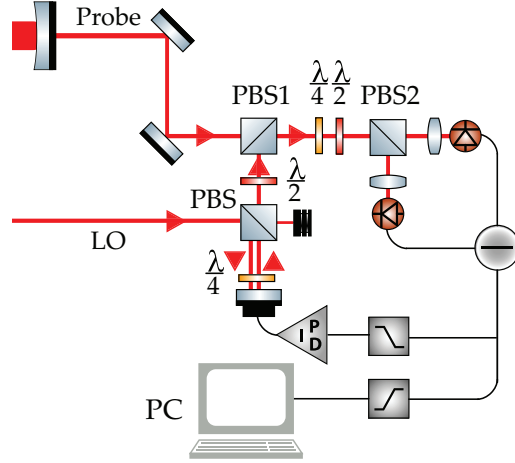 Probe
PBS1
λ/4
λ/2
PBS2
λ/2
PBS
LO
λ/4
P
I
D
PC